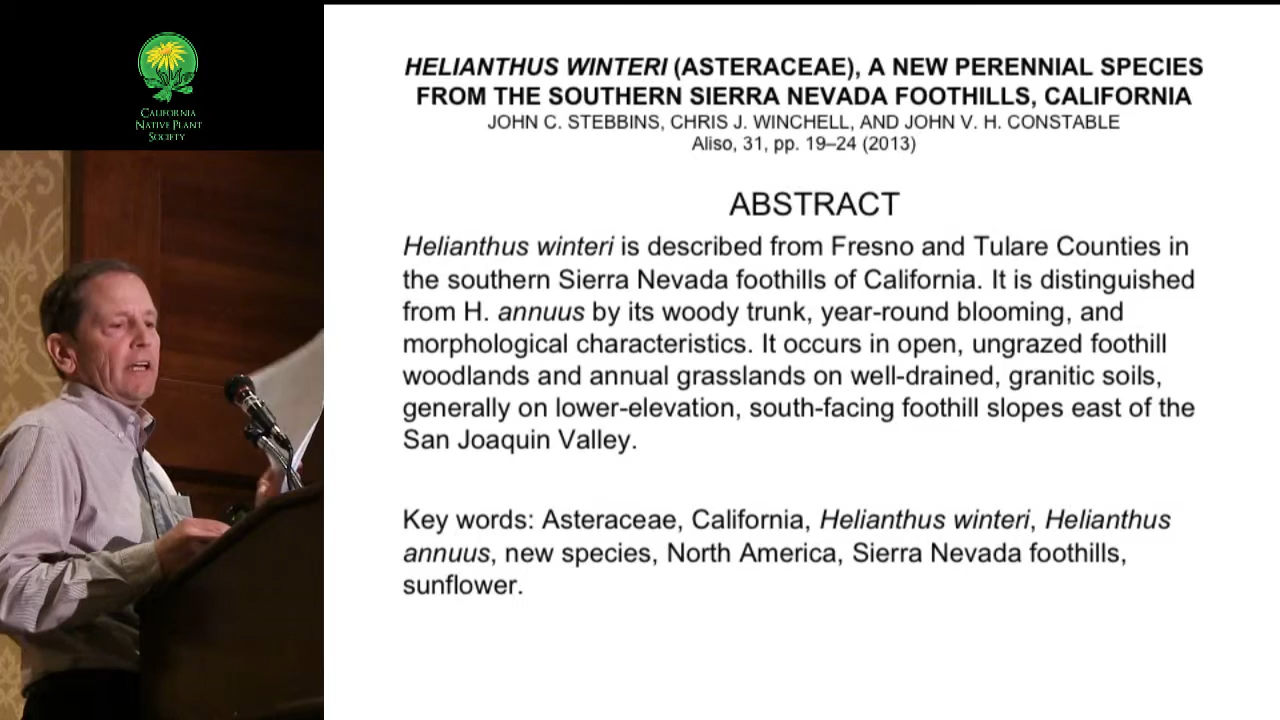 CALIFORNIA
NATIVE PLANT
SOCIETY
HELIANTHUS WINTERI (ASTERACEAE), A NEW PERENNIAL SPECIES
FROM THE SOUTHERN SIERRA NEVADA FOOTHILLS, CALIFORNIA
JOHN C. STEBBINS, CHRIS J. WINCHELL, AND JOHN V. H. CONSTABLE
Aliso, 31, pp. 19–24 (2013)
ABSTRACT
Helianthus winteri is described from Fresno and Tulare Counties in
the southern Sierra Nevada foothills of California. It is distinguished
from H. annuus by its woody trunk, year-round blooming, and
morphological characteristics. It occurs in open, ungrazed foothill
woodlands and annual grasslands on well-drained, granitic soils,
generally on lower-elevation, south-facing foothill slopes east of the
San Joaquin Valley.
Key words: Asteraceae, California, Helianthus winteri, Helianthus
annuus, new species, North America, Sierra Nevada foothills,
sunflower.